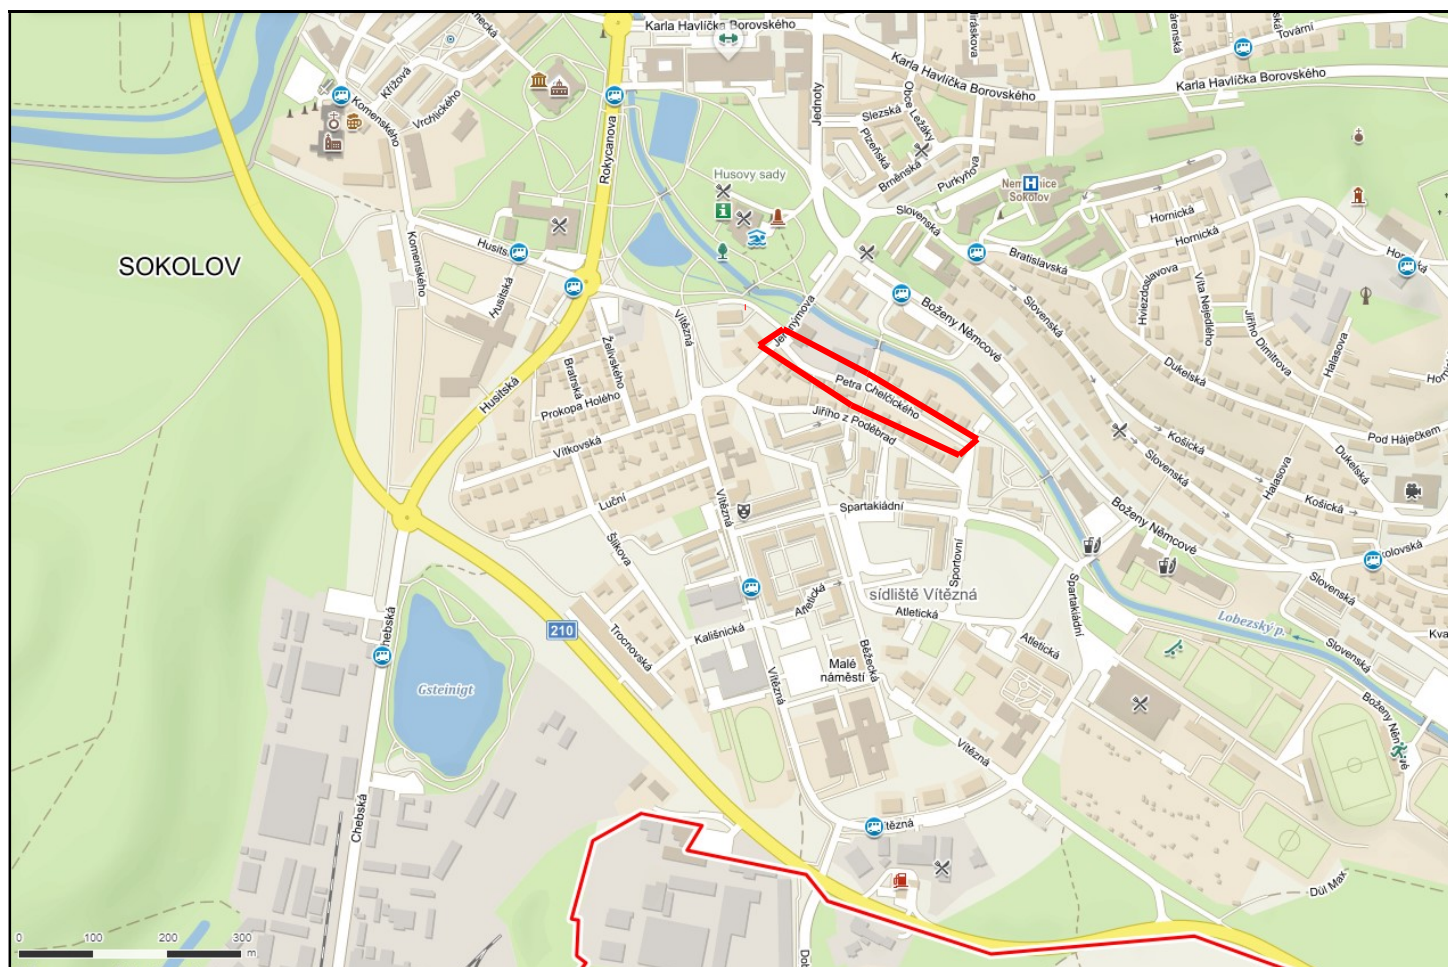 Karla Havlíčka Borovského
Tovární
Karla Havlíčka Borovského
Karla Havlíčka Borovského
Křížová
Komenského
Vrchlického
Rokycanova
Jednoty
Obce Ležáky
Slezská
Plzeňská
Brněnská
Purkyňova
Husovy sady
i
H
Nemocnice
Sokolov
Hornická
Hornická
Slovenská
Bratislavská
SOKOLOV
Komenského
Husitská
Hviezdoslavova
Víta Nejedlého
Jiřího Dimitrova
Halasova
Slovenská
Boženy Němcové
Jeronýmova
Vítězná
Želivského
Bratrská
Prokopa Holého
Husitská
Vítkovská
Petra Chelčického
Jiřího z Poděbrad
Dukelská
Pod Háječkem
Dukelská
Košická
Slovenská
Halasova
Košická
Luční
Vítězná
Spartakiádní
Boženy Němcové
Šlikova
Sportovní
Slovenská
Atletická
sídliště Vítězná
Atletická
Atletická
Spartakiádní
Lobezský p.
Slovenská
210
Kališnická
Trocnovská
Chebská
Gsteinigt
Malé
náměstí
Běžecká
Vítězná
Vítězná
Boženy Němcové
Chebská
Důl Max
0 100 200 300
m